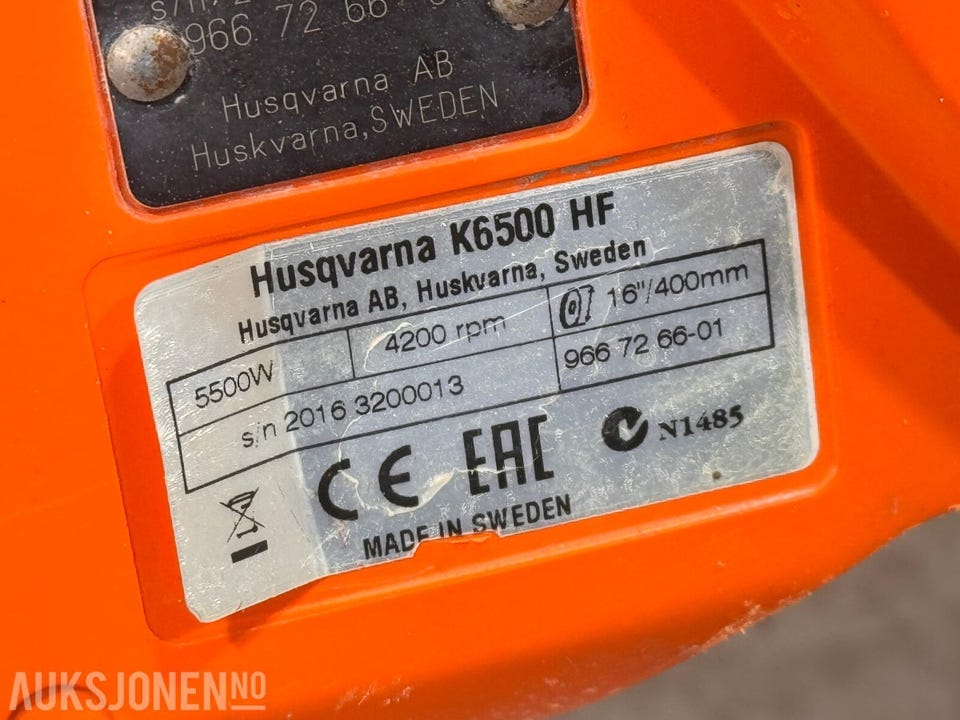 966 72 66
Husqvarna AB
Huskvarna, SWEDEN
Husqvarna K6500 HF
Husqvarna AB, Huskvarna, Sweden
5500W 4200 rpm 16"/400mm
s/n 2016 3200013 966 72 66-01
CE EAC N1485
MADE IN SWEDEN
AUKSJONEN NO